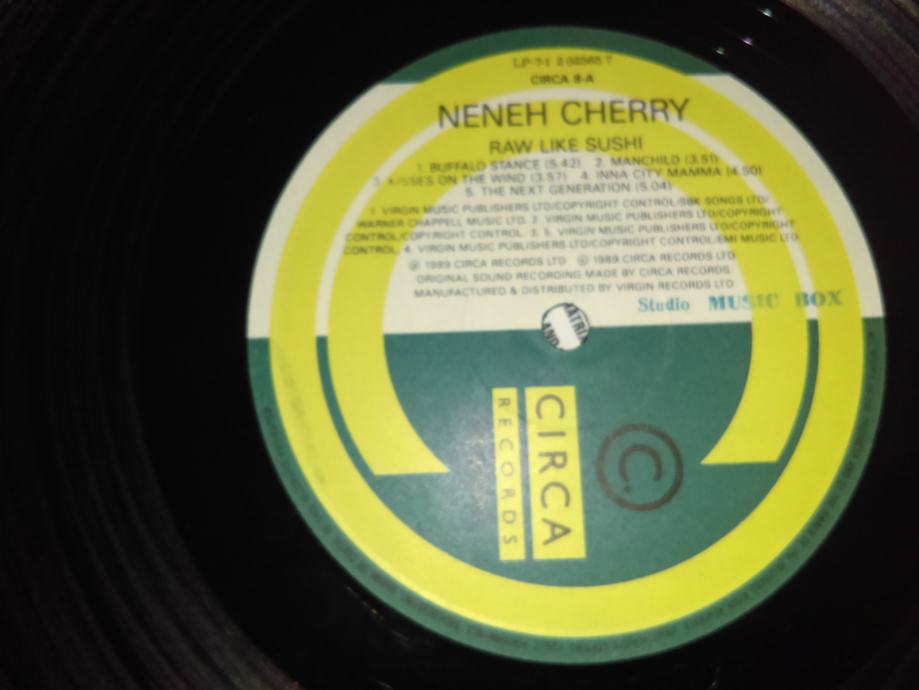 LP-7-1 2 02565 7
CIRCA 8-A
NENEH CHERRY
RAW LIKE SUSHI
1. BUFFALO STANCE (5.42) 2. MANCHILD (3.51)
3. KISSES ON THE WIND (3.57) 4. INNA CITY MAMMA (4.50)
5. THE NEXT GENERATION (5.04)
1. VIRGIN MUSIC PUBLISHERS LTD/COPYRIGHT CONTROL/SBK SONGS LTD/
WARNER CHAPPELL MUSIC LTD. 2. VIRGIN MUSIC PUBLISHERS LTD/COPYRIGHT
CONTROL/COPYRIGHT CONTROL. 3. 5. VIRGIN MUSIC PUBLISHERS LTD/COPYRIGHT
CONTROL. 4. VIRGIN MUSIC PUBLISHERS LTD/COPYRIGHT CONTROL/EMI MUSIC LTD.
℗ 1989 CIRCA RECORDS LTD © 1989 CIRCA RECORDS LTD
ORIGINAL SOUND RECORDING MADE BY CIRCA RECORDS
MANUFACTURED & DISTRIBUTED BY VIRGIN RECORDS LTD
Studio MUSIC BOX
MATRIX
AND
CIRCA
RECORDS
C